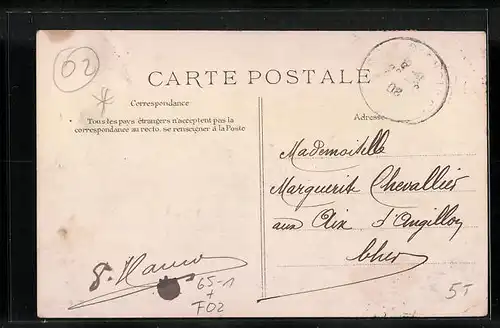 02
CARTE POSTALE
Correspondance
Tous les pays étrangers n'acceptent pas la
correspondance au recto. se renseigner à la Poste
Adresse
Mademoiselle
Marguerite Chevallier
aux Aix d'Angillon
Cher
65-1
+
F02
5T